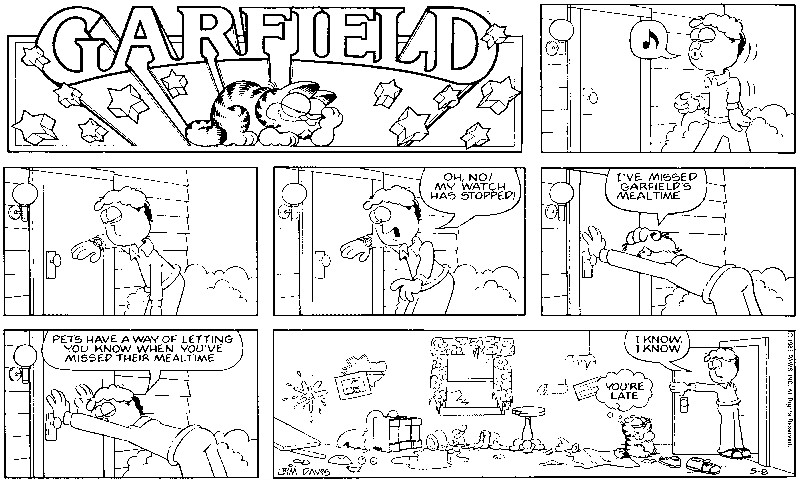 GARFIELD
OH, NO!
MY WATCH
HAS STOPPED!
I'VE MISSED
GARFIELD'S
MEALTIME
PETS HAVE A WAY OF LETTING
YOU KNOW WHEN YOU'VE
MISSED THEIR MEALTIME
I KNOW,
I KNOW
YOU'RE
LATE
JIM DAVIS
5-8